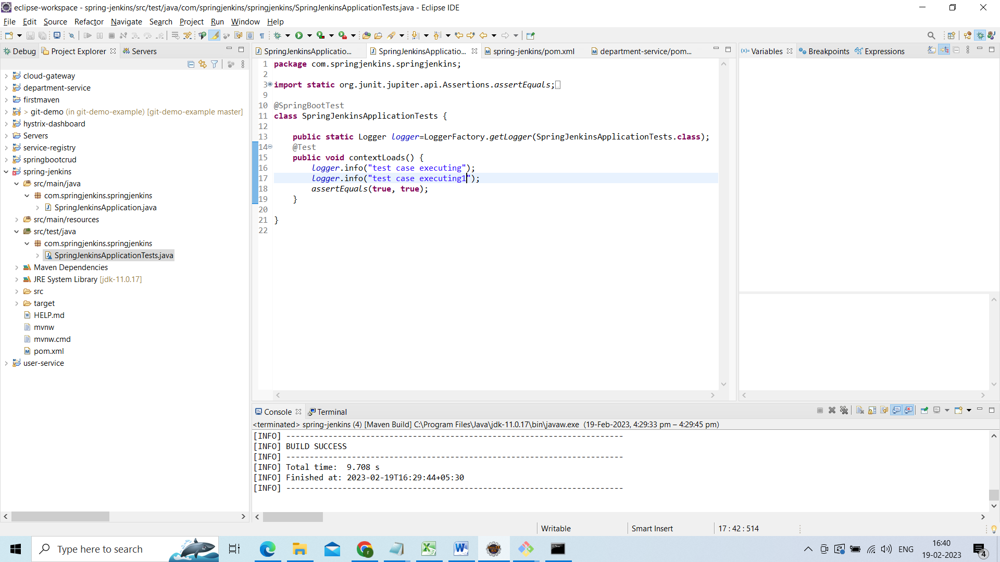 eclipse-workspace - spring-jenkins/src/test/java/com/springjenkins/springjenkins/SpringJenkinsApplicationTests.java - Eclipse IDE
File Edit Source Refactor Navigate Search Project Run Window Help
Debug Project Explorer Servers
cloud-gateway
department-service
firstmaven
> git-demo (in git-demo-example) [git-demo-example master]
hystrix-dashboard
Servers
service-registry
springbootcrud
spring-jenkins
src/main/java
com.springjenkins.springjenkins
SpringJenkinsApplication.java
src/main/resources
src/test/java
com.springjenkins.springjenkins
SpringJenkinsApplicationTests.java
Maven Dependencies
JRE System Library [jdk-11.0.17]
src
target
HELP.md
mvnw
mvnw.cmd
pom.xml
user-service
SpringJenkinsApplicatio... SpringJenkinsApplicatio... spring-jenkins/pom.xml department-service/pom...
1 package com.springjenkins.springjenkins;
2
3 import static org.junit.jupiter.api.Assertions.assertEquals;
9
10 @SpringBootTest
11 class SpringJenkinsApplicationTests {
12
13 public static Logger logger=LoggerFactory.getLogger(SpringJenkinsApplicationTests.class);
14 @Test
15 public void contextLoads() {
16 logger.info("test case executing");
17 logger.info("test case executing1");
18 assertEquals(true, true);
19 }
20
21 }
22
(x)= Variables Breakpoints Expressions
Console Terminal
<terminated> spring-jenkins (4) [Maven Build] C:\Program Files\Java\jdk-11.0.17\bin\javaw.exe (19-Feb-2023, 4:29:33 pm – 4:29:45 pm)
[INFO] ------------------------------------------------------------------------
[INFO] BUILD SUCCESS
[INFO] ------------------------------------------------------------------------
[INFO] Total time:  9.708 s
[INFO] Finished at: 2023-02-19T16:29:44+05:30
[INFO] ------------------------------------------------------------------------
Writable Smart Insert 17 : 42 : 514
Type here to search
ENG
16:40
19-02-2023
4